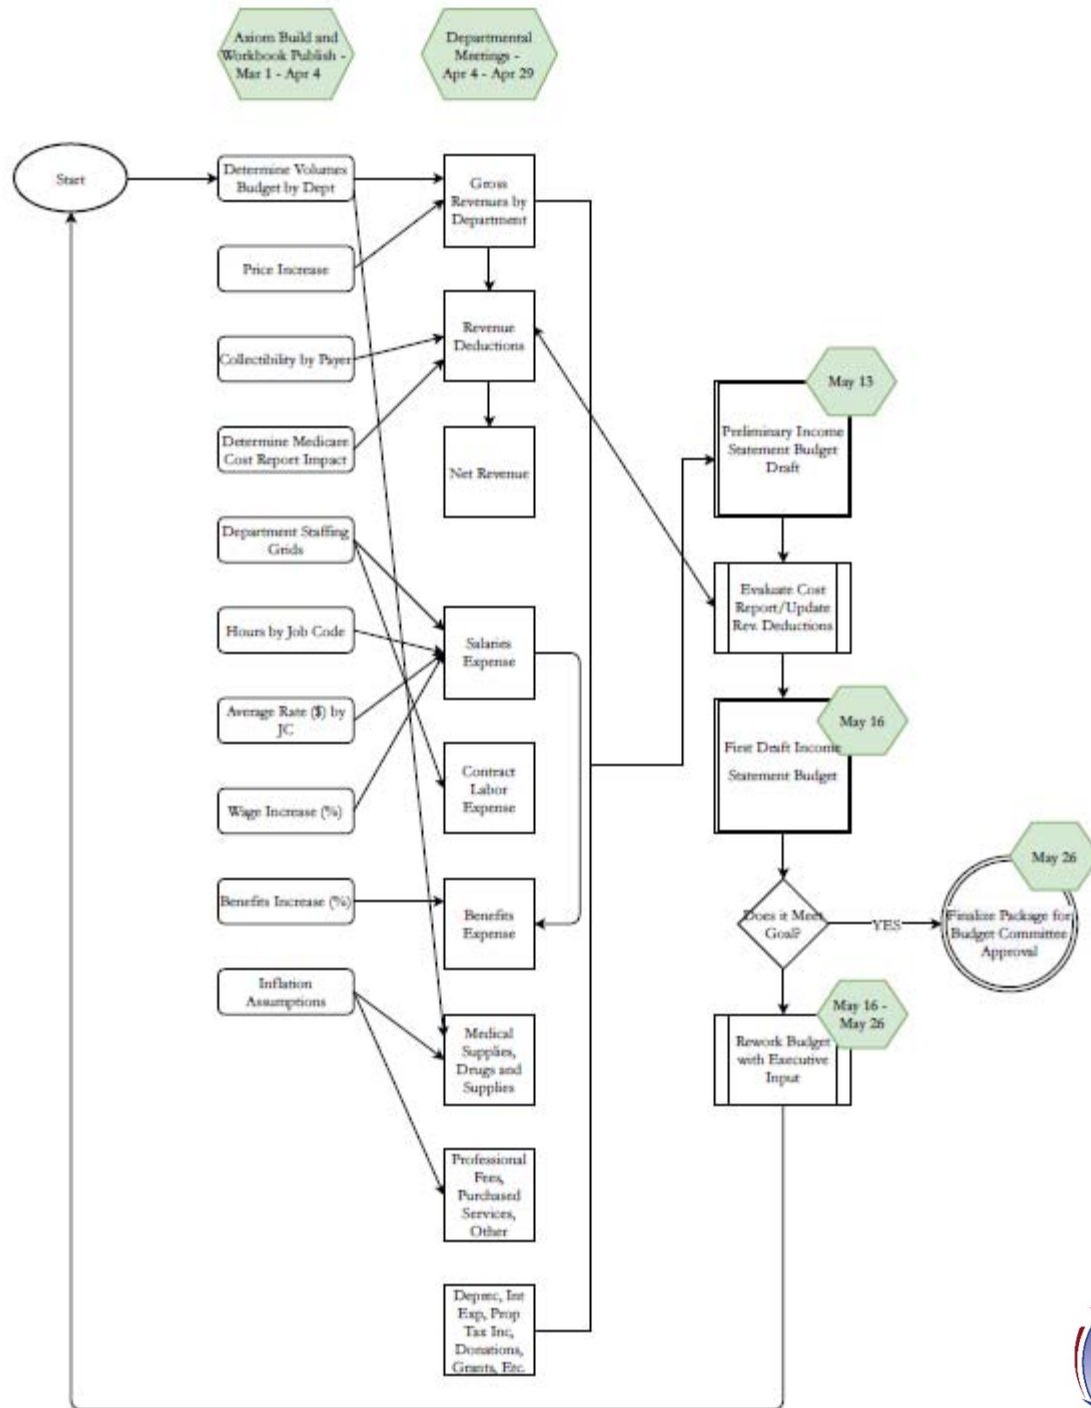 Axiom Build and
Workbook Publish -
Mar 1 - Apr 4
Departmental
Meetings -
Apr 4 - Apr 29
Start
Determine Volumes
Budget by Dept
Gross
Revenues by
Department
Price Increase
Revenue
Deductions
Collectibility by Payer
May 13
Preliminary Income
Statement Budget
Draft
Determine Medicare
Cost Report Impact
Net Revenue
Department Staffing
Grids
Evaluate Cost
Report/Update
Rev. Deductions
Hours by Job Code
Salaries
Expense
Average Rate ($) by
JC
May 16
First Draft Income
Statement Budget
Contract
Labor
Expense
Wage Increase (%)
May 26
Benefits Increase (%)
Benefits
Expense
Does it Meet
Goal?
YES
Finalize Package for
Budget Committee
Approval
Inflation
Assumptions
May 16 -
May 26
Medical
Supplies,
Drugs and
Supplies
Rework Budget
with Executive
Input
Professional
Fees,
Purchased
Services,
Other
Deprec, Int
Exp, Prop
Tax Inc,
Donations,
Grants, Etc.